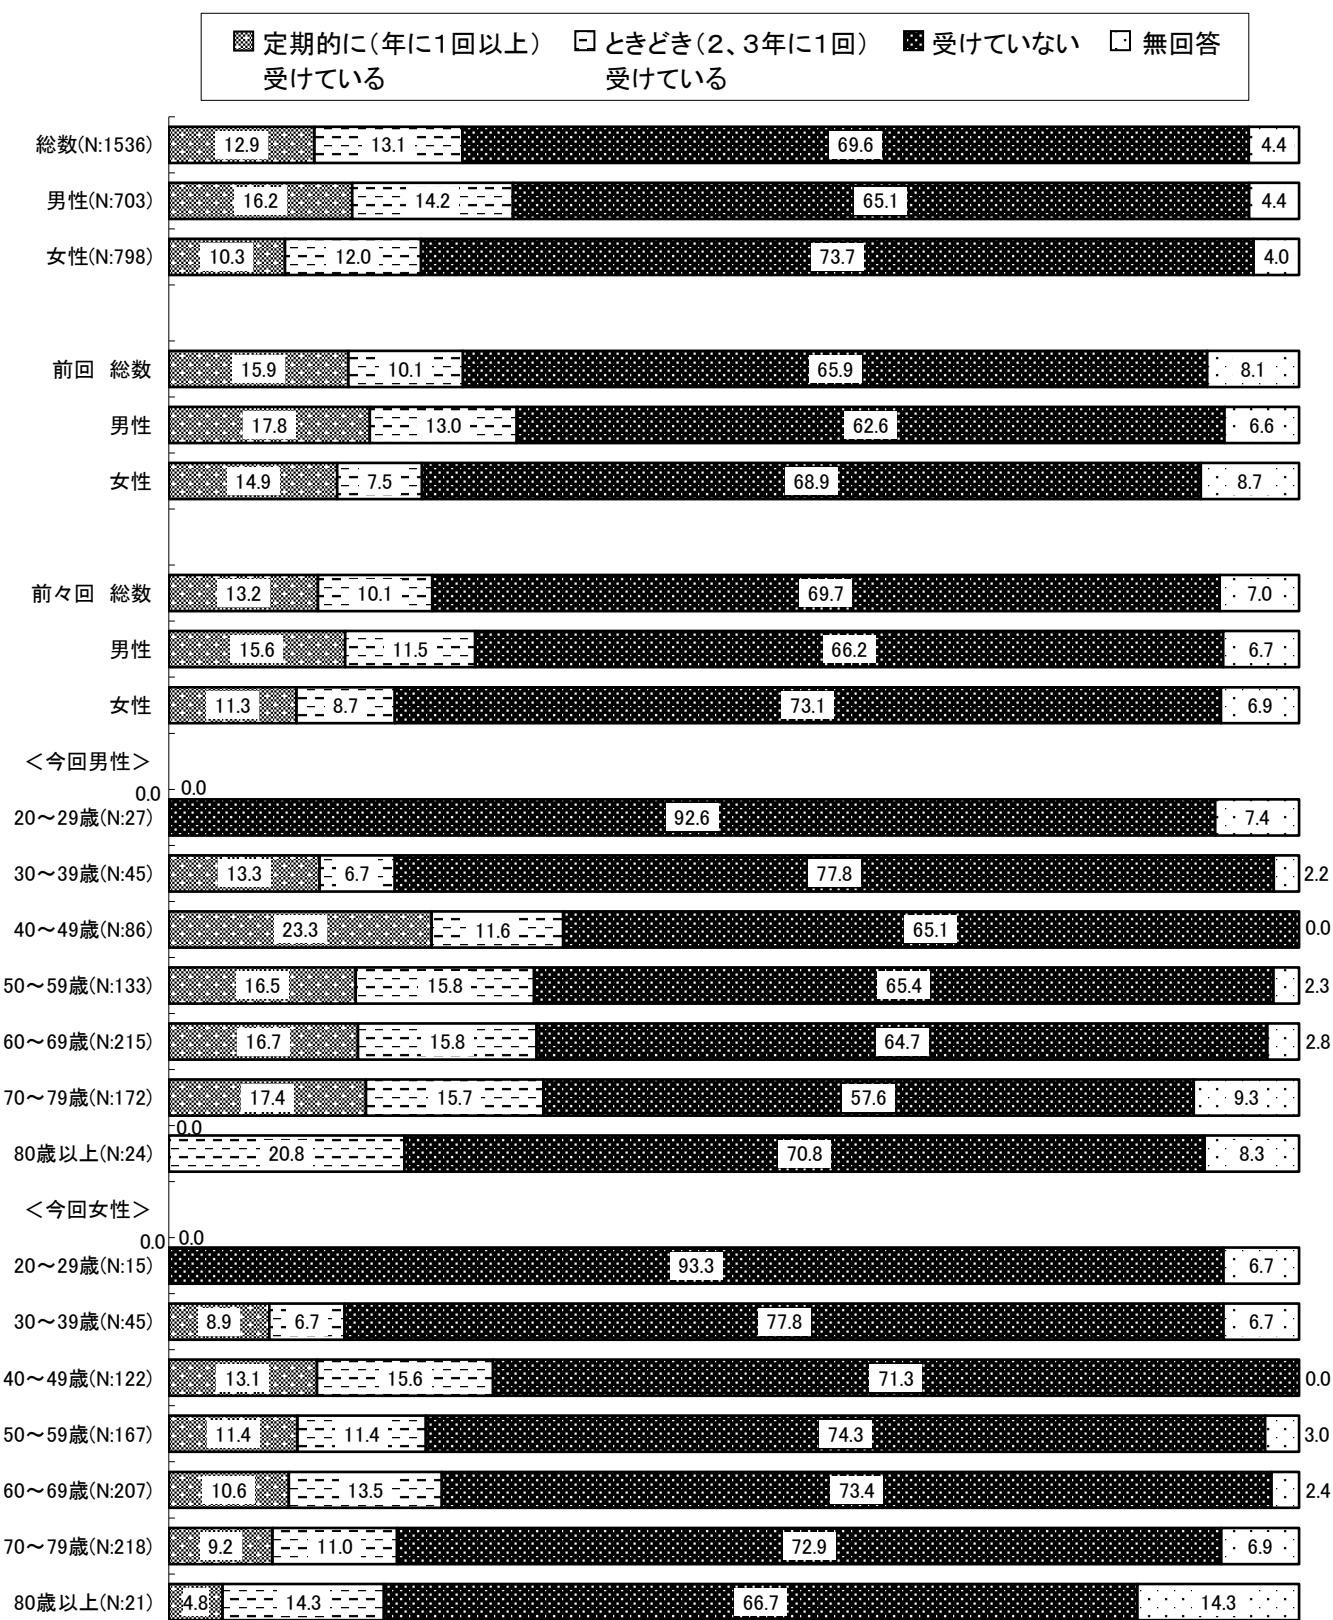 定期的に(年に1回以上) ときどき(2、3年に1回) 受けていない 無回答
受けている 受けている
総数(N:1536) 12.9 13.1 69.6 4.4
男性(N:703) 16.2 14.2 65.1 4.4
女性(N:798) 10.3 12.0 73.7 4.0
前回 総数 15.9 10.1 65.9 8.1
男性 17.8 13.0 62.6 6.6
女性 14.9 7.5 68.9 8.7
前々回 総数 13.2 10.1 69.7 7.0
男性 15.6 11.5 66.2 6.7
女性 11.3 8.7 73.1 6.9
<今回男性>
0.0 0.0
20~29歳(N:27) 92.6 7.4
30~39歳(N:45) 13.3 6.7 77.8 2.2
40~49歳(N:86) 23.3 11.6 65.1 0.0
50~59歳(N:133) 16.5 15.8 65.4 2.3
60~69歳(N:215) 16.7 15.8 64.7 2.8
70~79歳(N:172) 17.4 15.7 57.6 9.3
0.0
80歳以上(N:24) 20.8 70.8 8.3
<今回女性>
0.0 0.0
20~29歳(N:15) 93.3 6.7
30~39歳(N:45) 8.9 6.7 77.8 6.7
40~49歳(N:122) 13.1 15.6 71.3 0.0
50~59歳(N:167) 11.4 11.4 74.3 3.0
60~69歳(N:207) 10.6 13.5 73.4 2.4
70~79歳(N:218) 9.2 11.0 72.9 6.9
80歳以上(N:21) 4.8 14.3 66.7 14.3